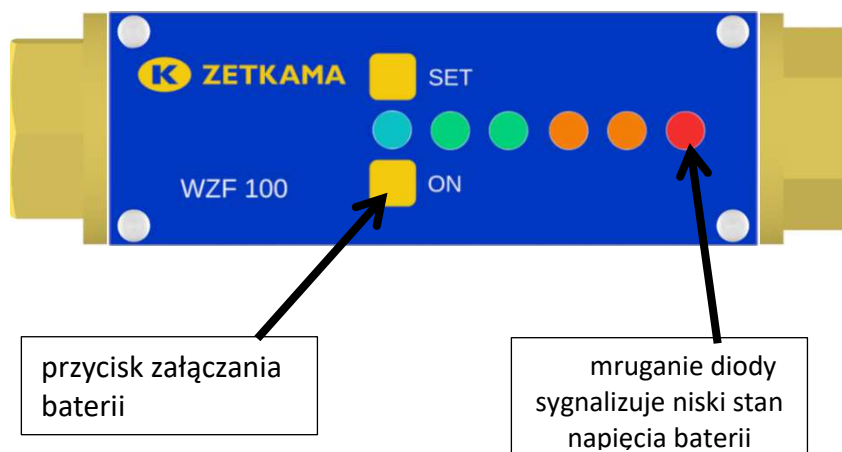 K ZETKAMA
SET
WZF 100
ON
przycisk załączania
baterii
mruganie diody
sygnalizuje niski stan
napięcia baterii